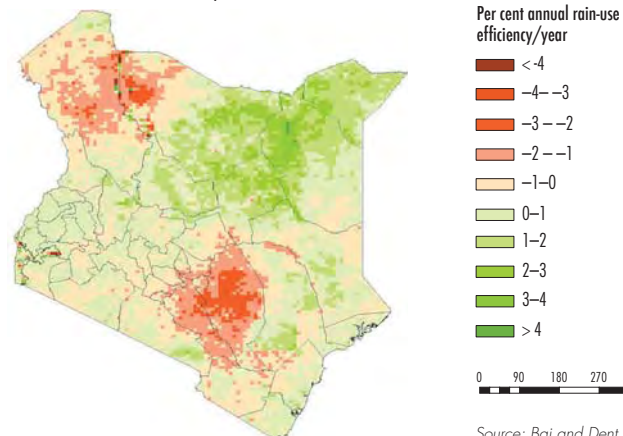 Per cent annual rain-use
efficiency/year
< -4
–4– –3
–3 – –2
–2 – –1
–1–0
0–1
1–2
2–3
3–4
> 4
0 90 180 270
Source: Bai and Dent